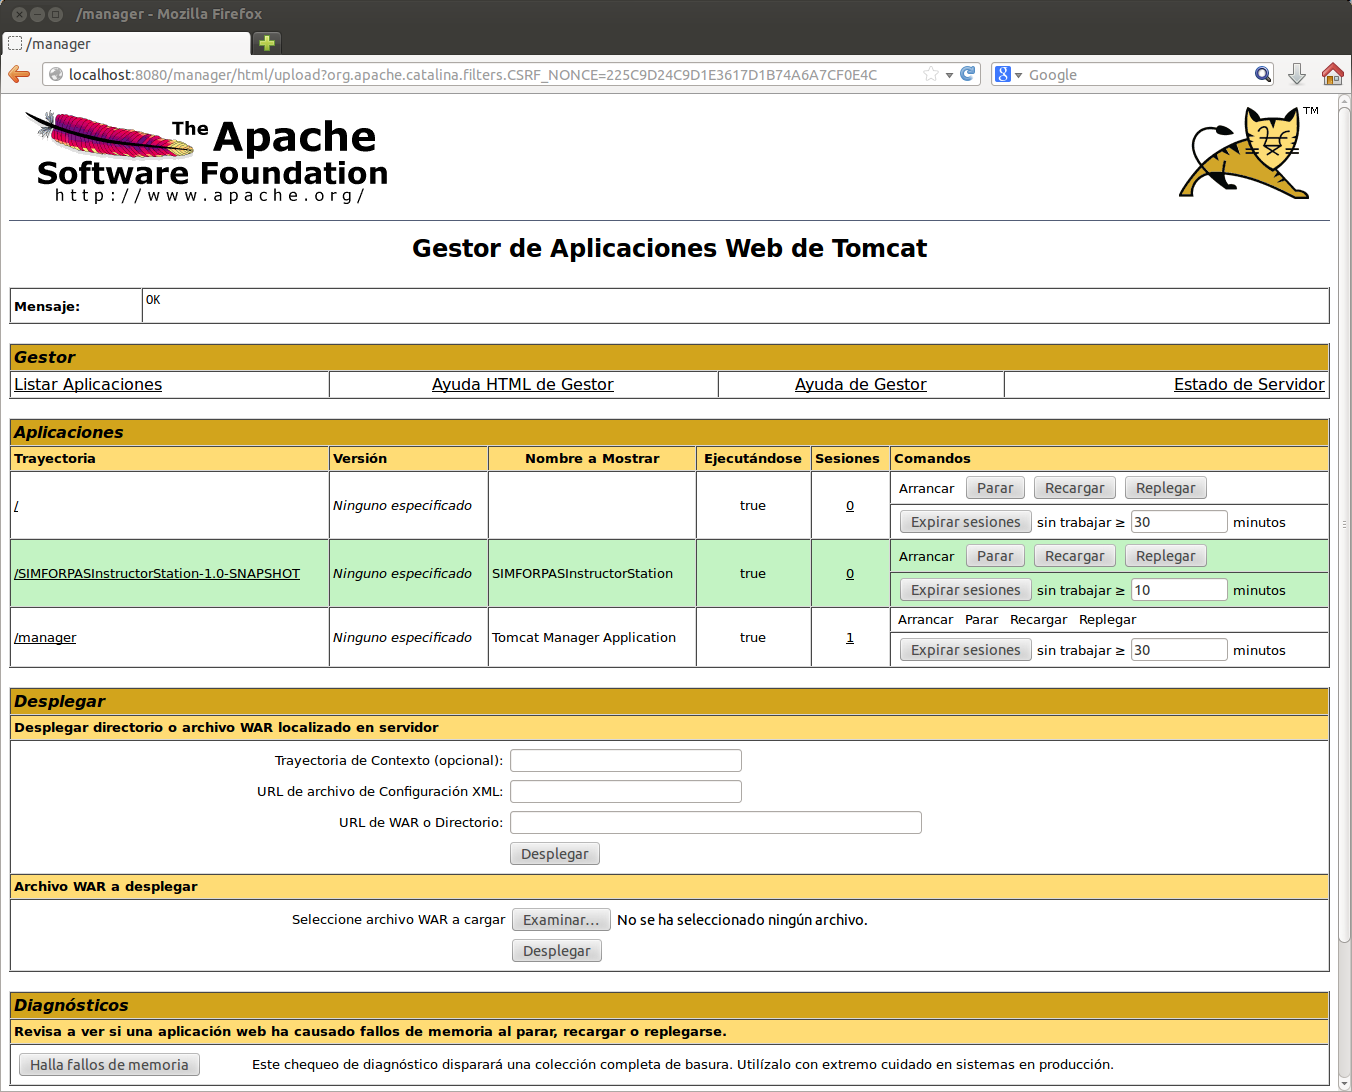 /manager - Mozilla Firefox
/manager
localhost:8080/manager/html/upload?org.apache.catalina.filters.CSRF_NONCE=225C9D24C9D1E3617D1B74A6A7CF0E4C
Google
The Apache
Software Foundation
http://www.apache.org/
TM
Gestor de Aplicaciones Web de Tomcat
Mensaje: OK
Gestor
Listar Aplicaciones Ayuda HTML de Gestor Ayuda de Gestor Estado de Servidor
Aplicaciones
Trayectoria Versión Nombre a Mostrar Ejecutándose Sesiones Comandos
/ Ninguno especificado true 0 Arrancar Parar Recargar Replegar
Expirar sesiones sin trabajar ≥ 30 minutos
/SIMFORPASInstructorStation-1.0-SNAPSHOT Ninguno especificado SIMFORPASInstructorStation true 0 Arrancar Parar Recargar Replegar
Expirar sesiones sin trabajar ≥ 10 minutos
/manager Ninguno especificado Tomcat Manager Application true 1 Arrancar Parar Recargar Replegar
Expirar sesiones sin trabajar ≥ 30 minutos
Desplegar
Desplegar directorio o archivo WAR localizado en servidor
Trayectoria de Contexto (opcional):
URL de archivo de Configuración XML:
URL de WAR o Directorio:
Desplegar
Archivo WAR a desplegar
Seleccione archivo WAR a cargar Examinar... No se ha seleccionado ningún archivo.
Desplegar
Diagnósticos
Revisa a ver si una aplicación web ha causado fallos de memoria al parar, recargar o replegarse.
Halla fallos de memoria Este chequeo de diagnóstico disparará una colección completa de basura. Utilízalo con extremo cuidado en sistemas en producción.